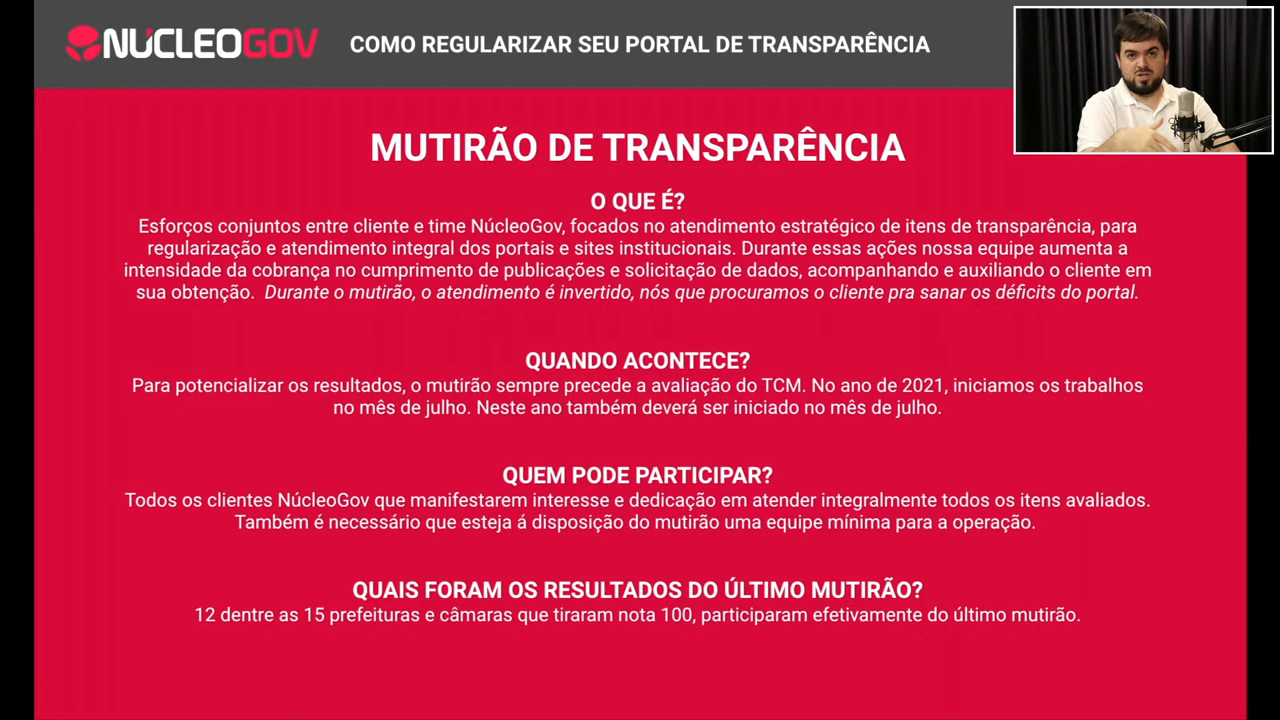 NÚCLEOGOV
COMO REGULARIZAR SEU PORTAL DE TRANSPARÊNCIA
MUTIRÃO DE TRANSPARÊNCIA
O QUE É?
Esforços conjuntos entre cliente e time NúcleoGov, focados no atendimento estratégico de itens de transparência, para
regularização e atendimento integral dos portais e sites institucionais. Durante essas ações nossa equipe aumenta a
intensidade da cobrança no cumprimento de publicações e solicitação de dados, acompanhando e auxiliando o cliente em
sua obtenção. Durante o mutirão, o atendimento é invertido, nós que procuramos o cliente pra sanar os déficits do portal.
QUANDO ACONTECE?
Para potencializar os resultados, o mutirão sempre precede a avaliação do TCM. No ano de 2021, iniciamos os trabalhos
no mês de julho. Neste ano também deverá ser iniciado no mês de julho.
QUEM PODE PARTICIPAR?
Todos os clientes NúcleoGov que manifestarem interesse e dedicação em atender integralmente todos os itens avaliados.
Também é necessário que esteja á disposição do mutirão uma equipe mínima para a operação.
QUAIS FORAM OS RESULTADOS DO ÚLTIMO MUTIRÃO?
12 dentre as 15 prefeituras e câmaras que tiraram nota 100, participaram efetivamente do último mutirão.